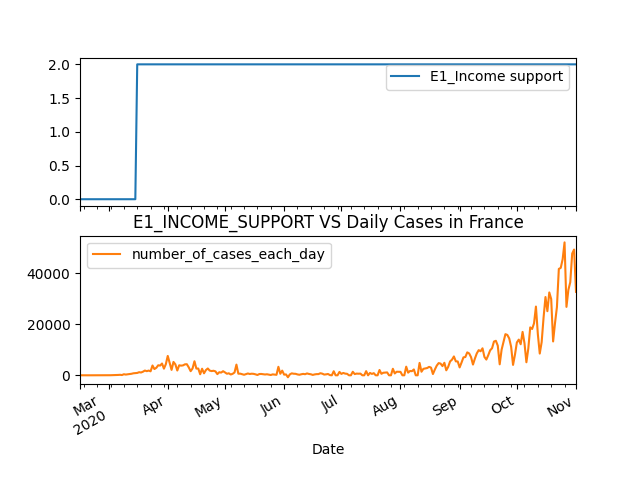 2.0
1.5
1.0
0.5
0.0
E1_Income support
E1_INCOME_SUPPORT VS Daily Cases in France
number_of_cases_each_day
40000
20000
0
Mar
2020
Apr
May
Jun
Jul
Aug
Sep
Oct
Nov
Date